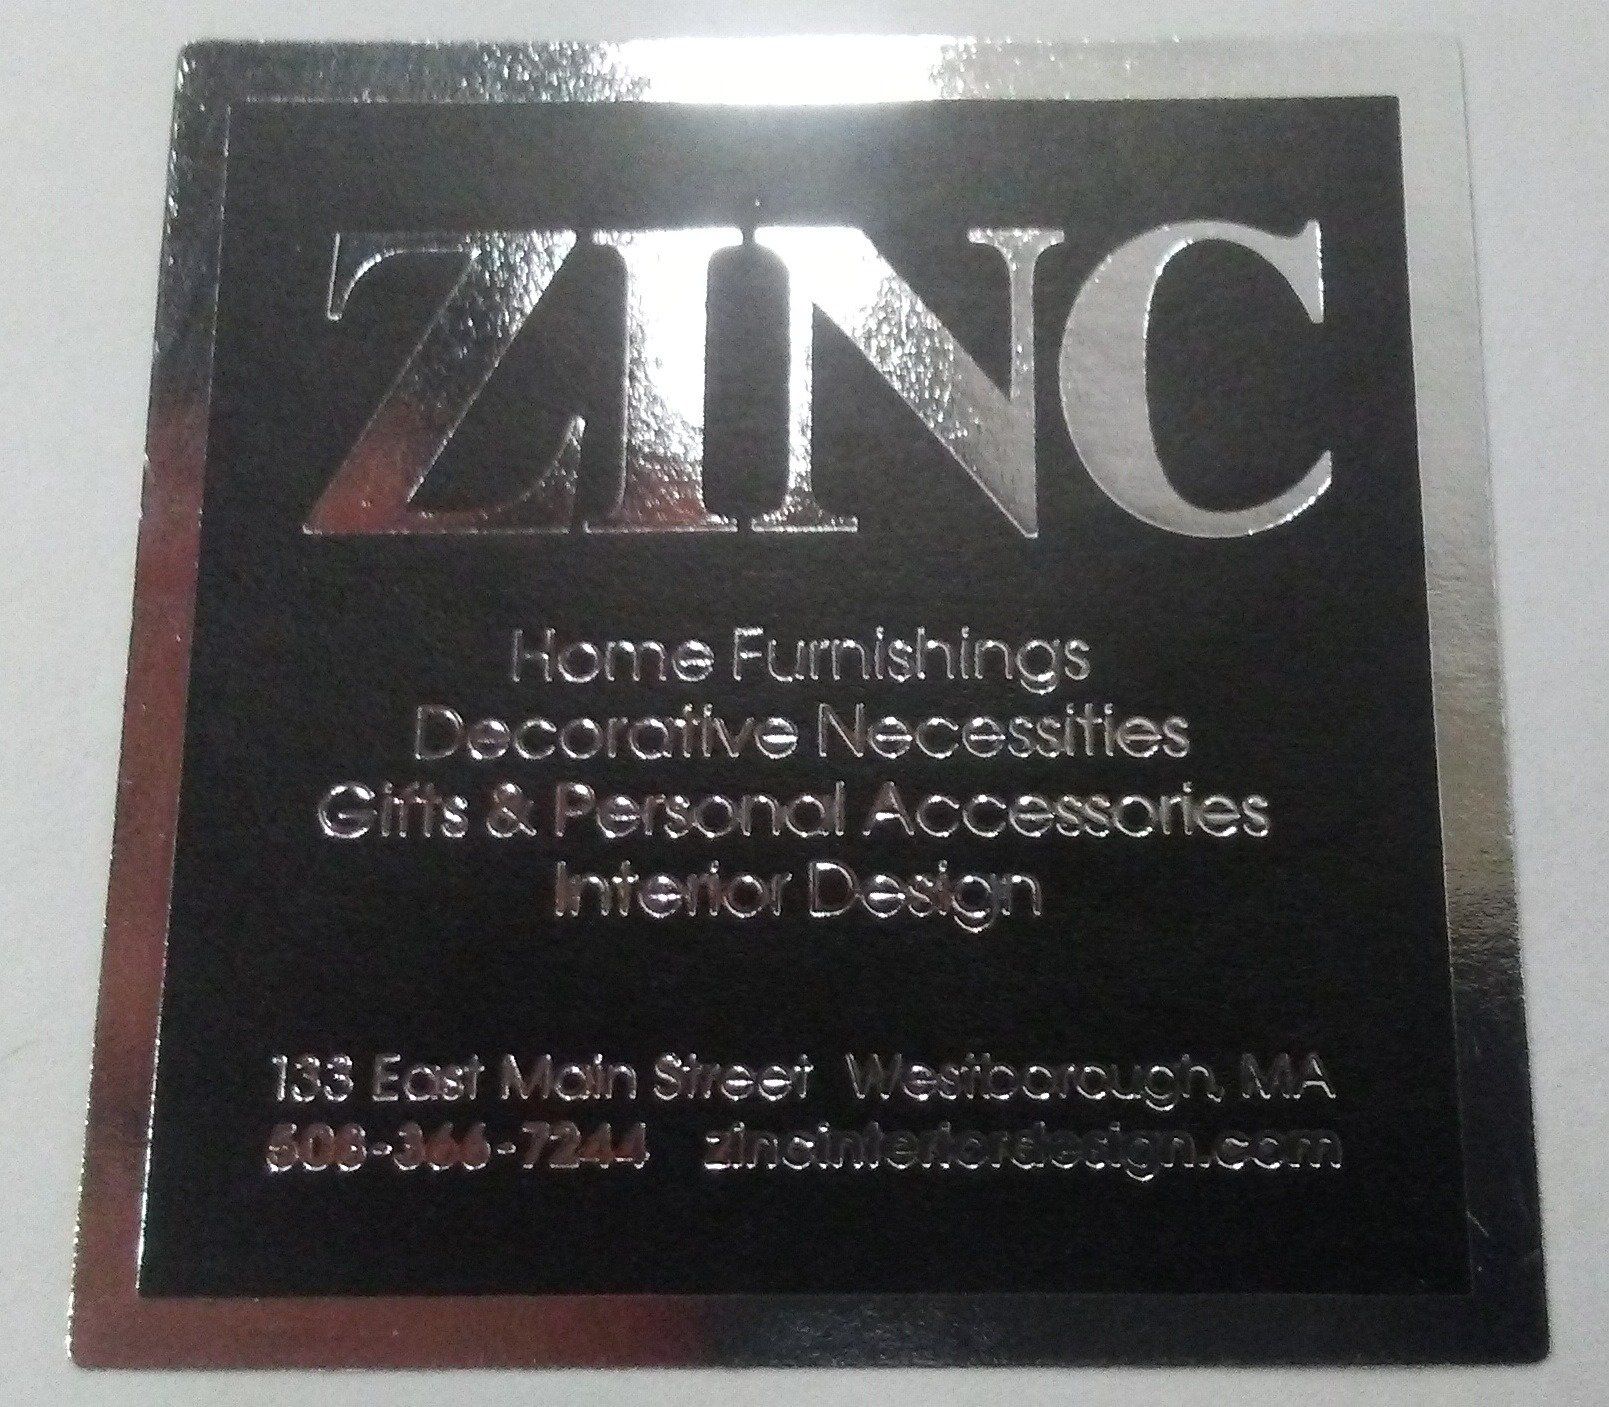 ZINC
Home Furnishings
Decorative Necessities
Gifts & Personal Accessories
Interior Design
133 East Main Street Westborough, MA
508-366-7244 zincinteriordesign.com